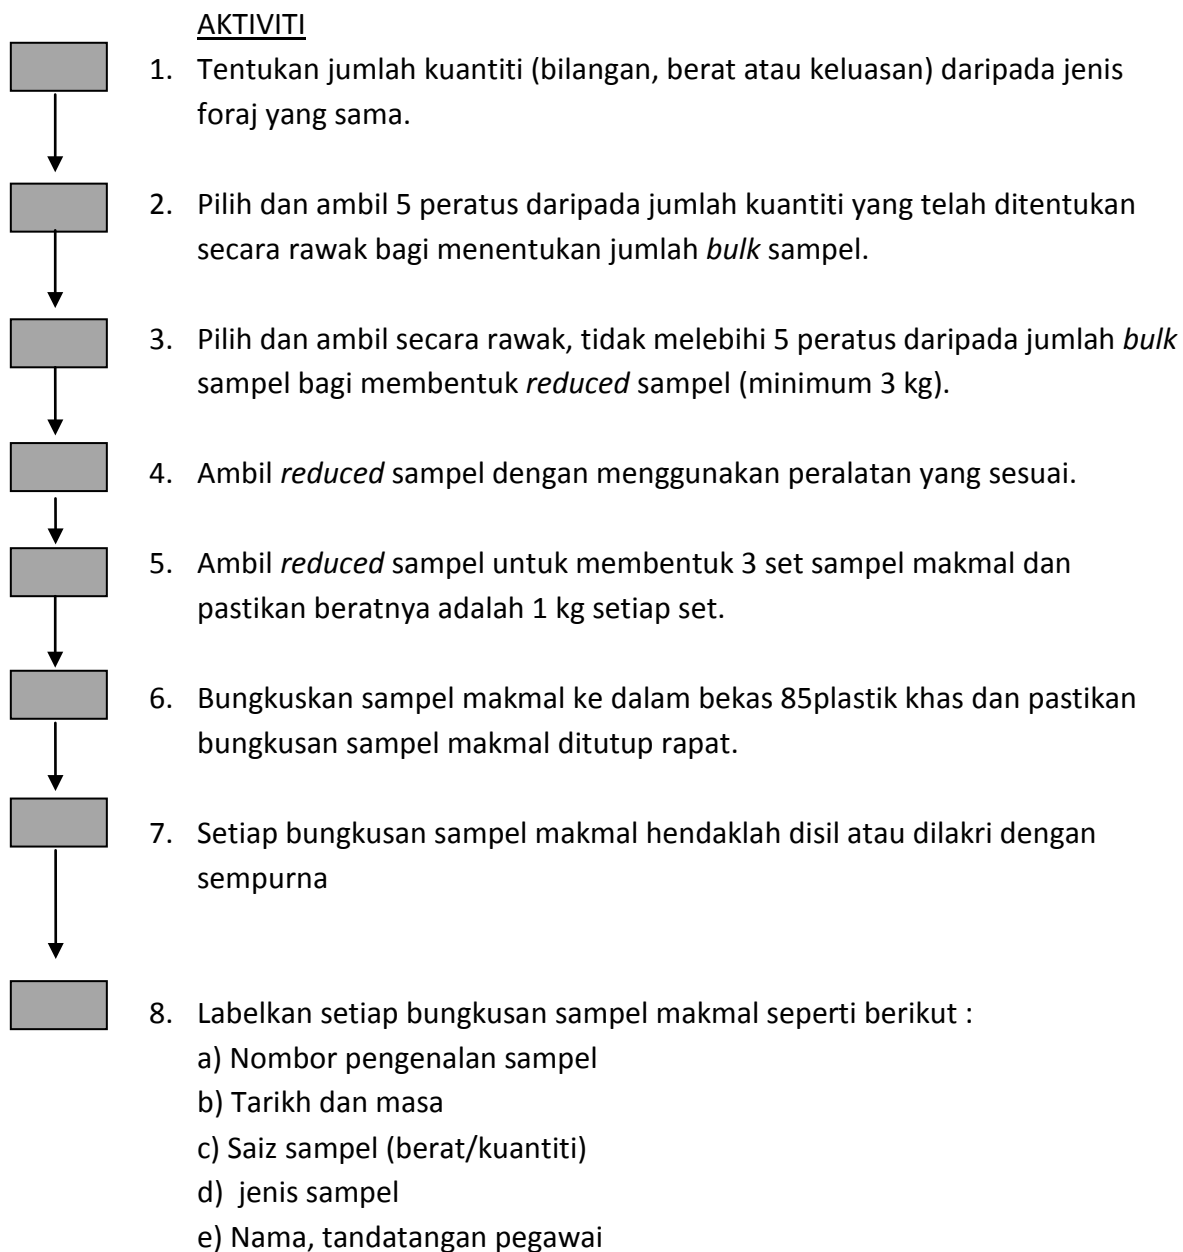 AKTIVITI
1. Tentukan jumlah kuantiti (bilangan, berat atau keluasan) daripada jenis
foraj yang sama.
2. Pilih dan ambil 5 peratus daripada jumlah kuantiti yang telah ditentukan
secara rawak bagi menentukan jumlah bulk sampel.
3. Pilih dan ambil secara rawak, tidak melebihi 5 peratus daripada jumlah bulk
sampel bagi membentuk reduced sampel (minimum 3 kg).
4. Ambil reduced sampel dengan menggunakan peralatan yang sesuai.
5. Ambil reduced sampel untuk membentuk 3 set sampel makmal dan
pastikan beratnya adalah 1 kg setiap set.
6. Bungkuskan sampel makmal ke dalam bekas 85plastik khas dan pastikan
bungkusan sampel makmal ditutup rapat.
7. Setiap bungkusan sampel makmal hendaklah disil atau dilakri dengan
sempurna
8. Labelkan setiap bungkusan sampel makmal seperti berikut :
a) Nombor pengenalan sampel
b) Tarikh dan masa
c) Saiz sampel (berat/kuantiti)
d) jenis sampel
e) Nama, tandatangan pegawai